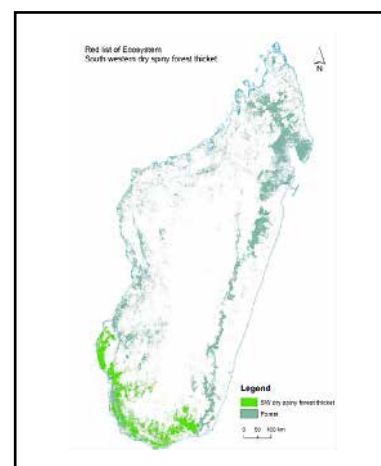 Red list of Ecosystem
South western dry spiny forest thicket
N
Legend
SW dry spiny forest thicket
Forest
0 50 100 km